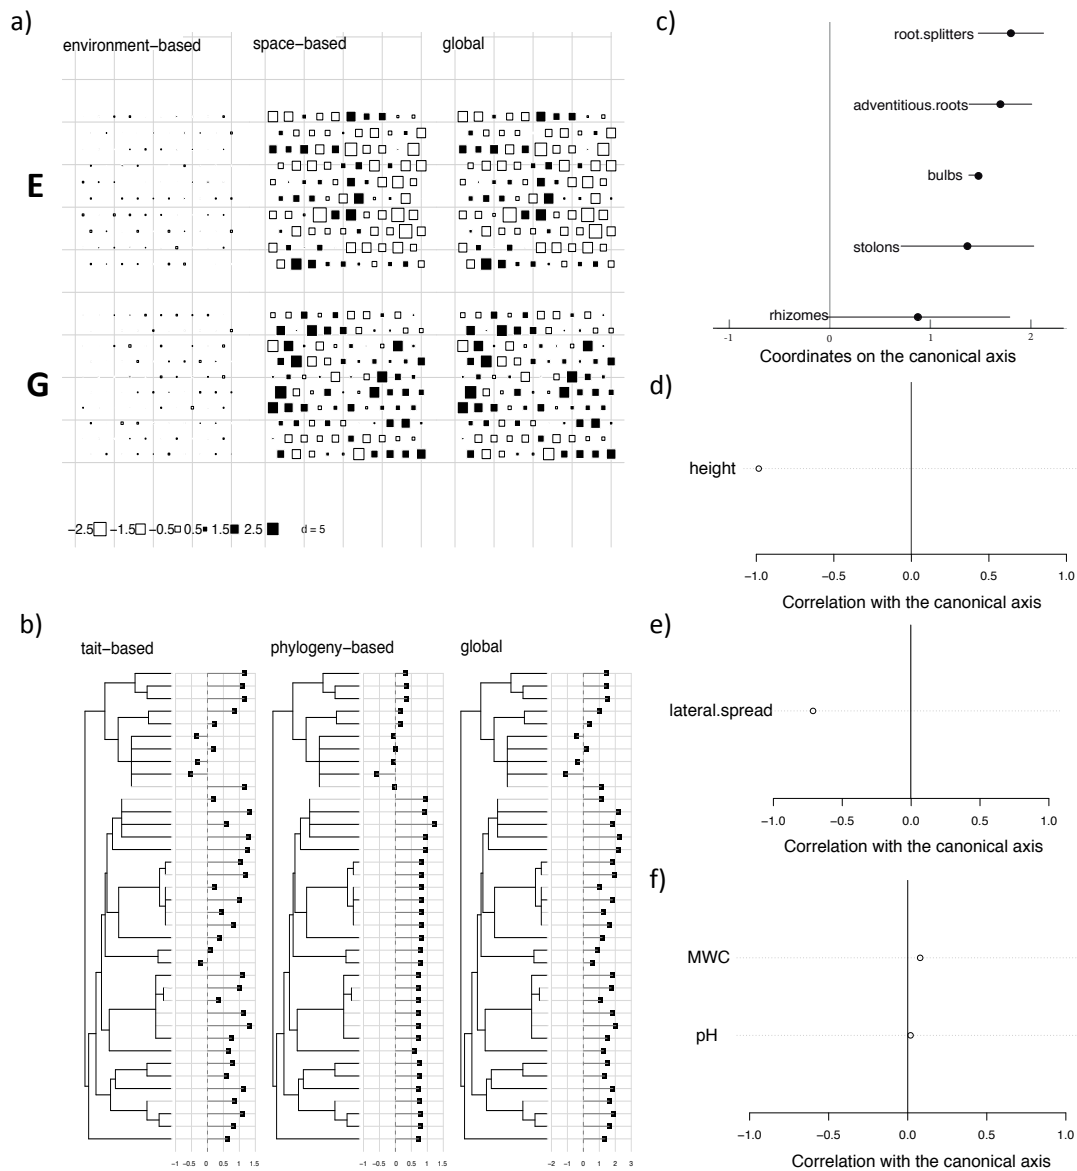 a)
environment−based space−based global
E
G
−2.5 −1.5 −0.5 0.5 1.5 2.5 d = 5
b)
tait−based phylogeny−based global
−1 −0.5 0 0.5 1 1.5 −1 −0.5 0 0.5 1 1.5 −2 −1 0 1 2 3
c)
root.splitters
adventitious.roots
bulbs
stolons
rhizomes
-1 0 1 2
Coordinates on the canonical axis
d)
height
−1.0 −0.5 0.0 0.5 1.0
Correlation with the canonical axis
e)
lateral.spread
−1.0 −0.5 0.0 0.5 1.0
Correlation with the canonical axis
f)
MWC
pH
−1.0 −0.5 0.0 0.5 1.0
Correlation with the canonical axis